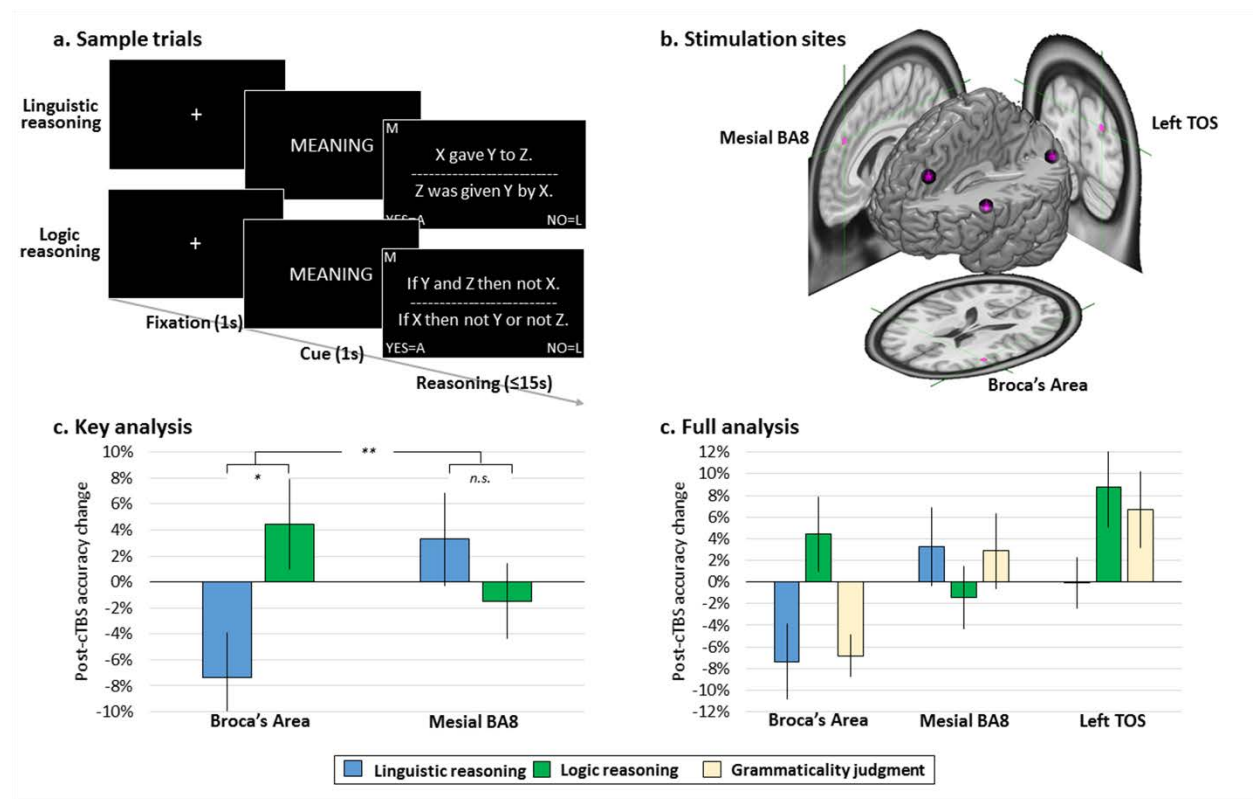 a. Sample trials
Linguistic
reasoning
+
MEANING
M
X gave Y to Z.
--------------------------
Z was given Y by X.
YES=A
NO=L
Logic
reasoning
+
MEANING
M
If Y and Z then not X.
--------------------------
If X then not Y or not Z.
YES=A
NO=L
Fixation (1s)
Cue (1s)
Reasoning (≤15s)
b. Stimulation sites
Mesial BA8
Left TOS
Broca's Area
c. Key analysis
Post-cTBS accuracy change
10%
8%
6%
4%
2%
0%
-2%
-4%
-6%
-8%
-10%
*
**
n.s.
Broca's Area
Mesial BA8
c. Full analysis
Post-cTBS accuracy change
12%
10%
8%
6%
4%
2%
0%
-2%
-4%
-6%
-8%
-10%
-12%
Broca's Area
Mesial BA8
Left TOS
Linguistic reasoning
Logic reasoning
Grammaticality judgment